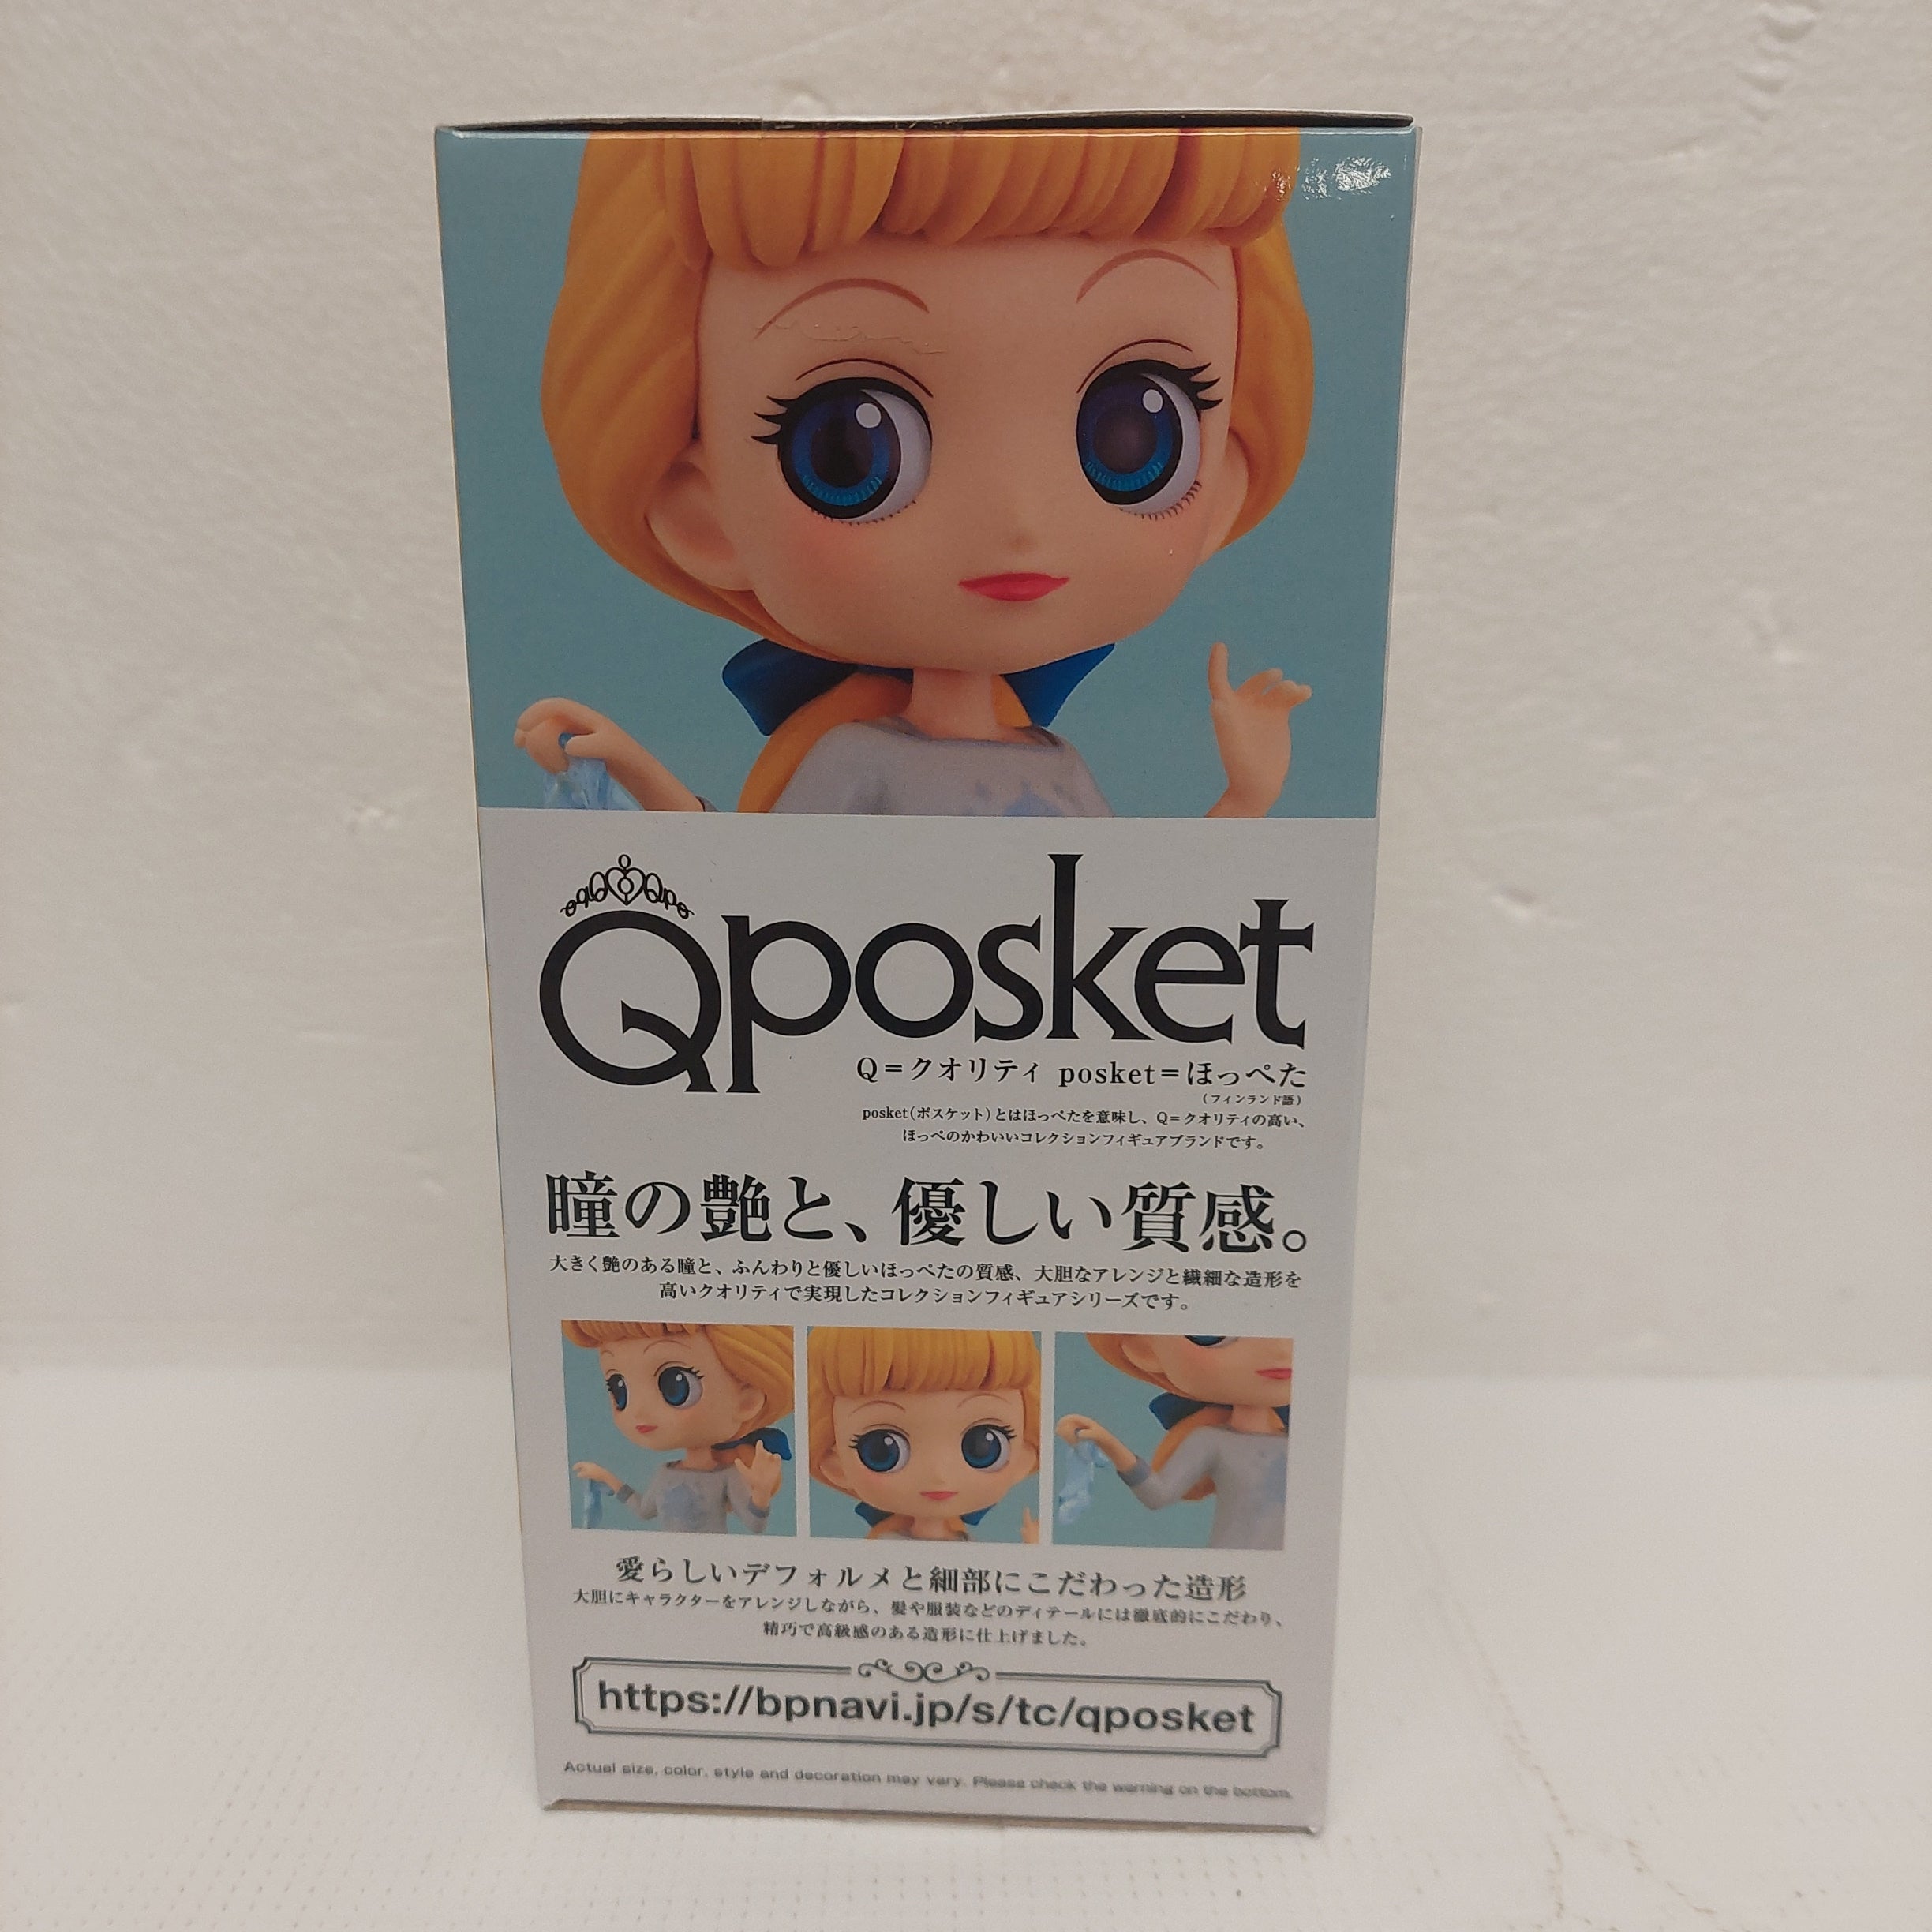 Qposket
Q=クオリティ posket=ほっぺた
(フィンランド語)
posket(ポスケット)とはほっぺたを意味し、Q=クオリティの高い、
ほっぺのかわいいコレクションフィギュアブランドです。
瞳の艶と、優しい質感。
大きく艶のある瞳と、ふんわりと優しいほっぺたの質感、大胆なアレンジと繊細な造形を
高いクオリティで実現したコレクションフィギュアシリーズです。
愛らしいデフォルメと細部にこだわった造形
大胆にキャラクターをアレンジしながら、髪や服装などのディテールには徹底的にこだわり、
精巧で高級感のある造形に仕上げました。
https://bpnavi.jp/s/tc/qposket
Actual size, color, style and decoration may vary. Please check the warning on the bottom.